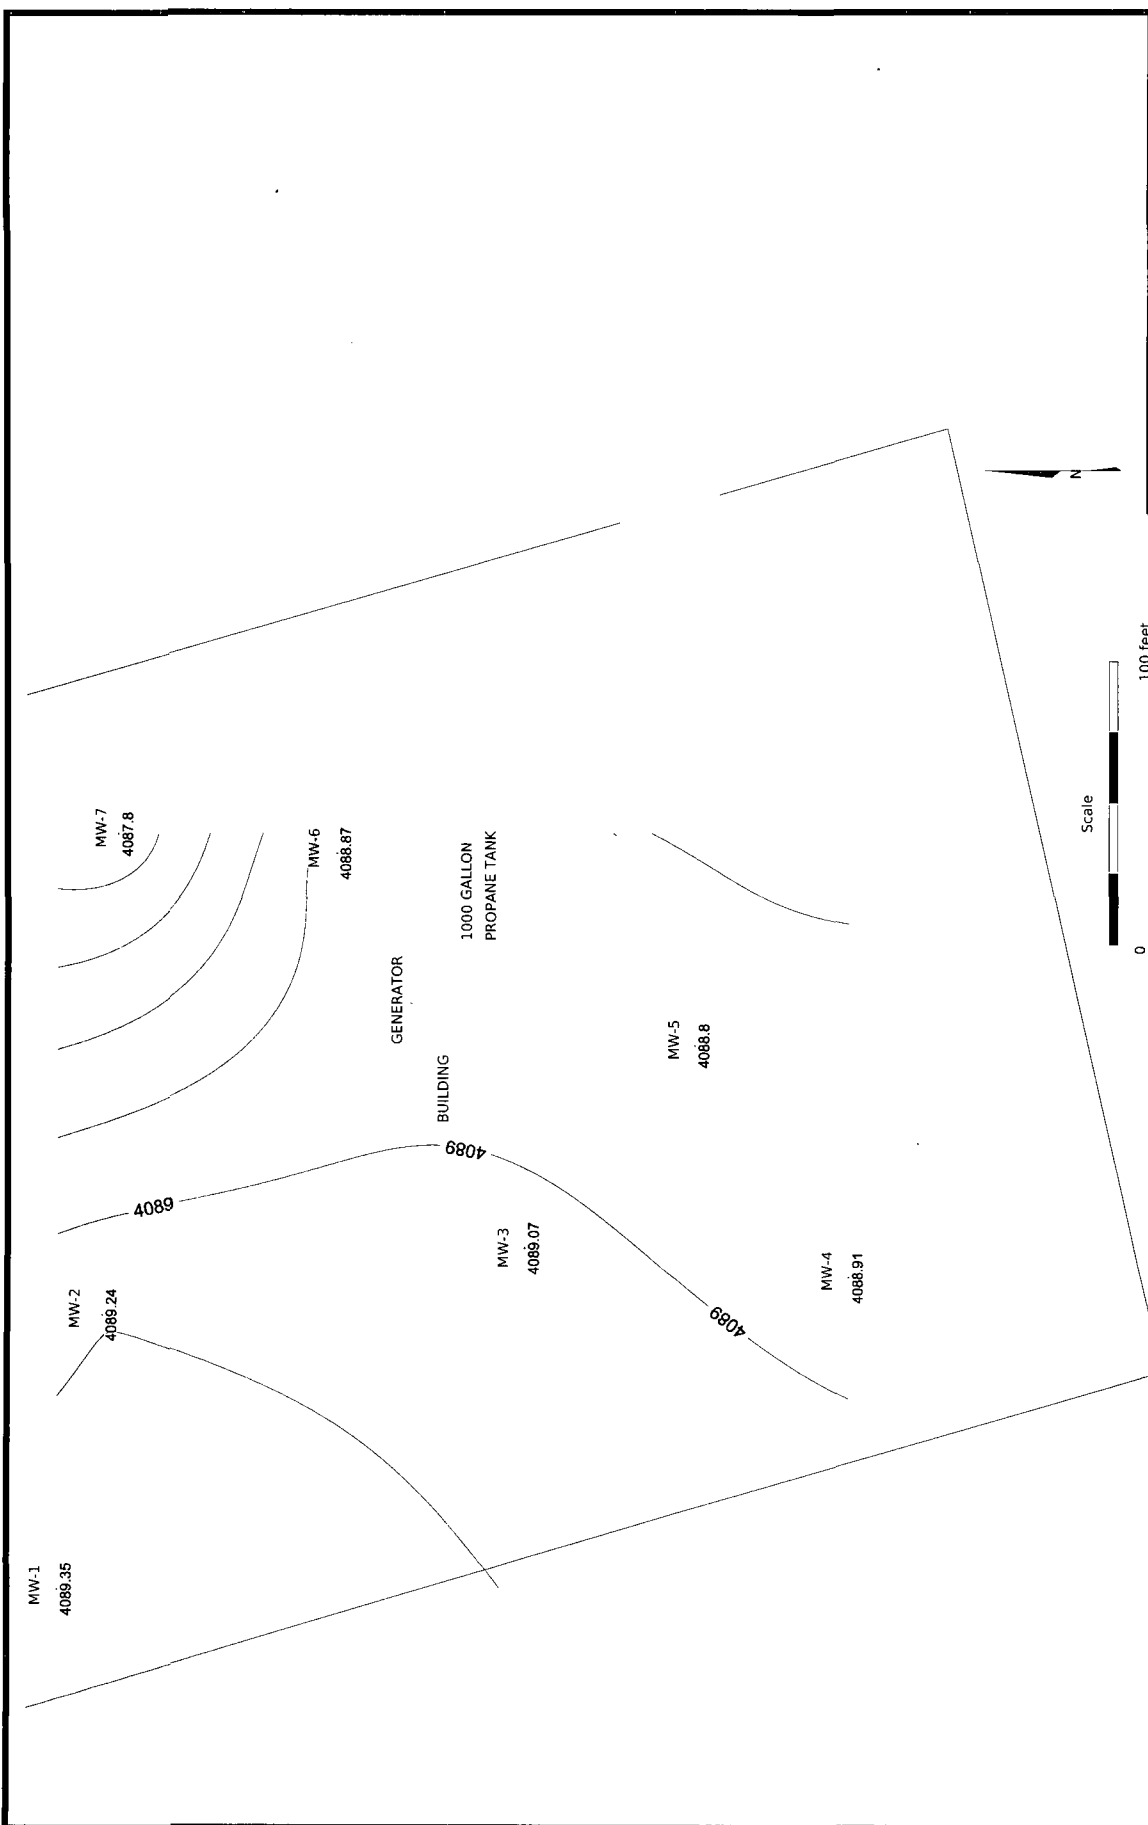 MW-7
4087.8
MW-6
4088.87
1000 GALLON
PROPANE TANK
GENERATOR
BUILDING
MW-5
4088.8
4089
4089
4089
MW-2
4089.24
MW-3
4089.07
MW-4
4088.91
MW-1
4089.35
N
Scale
0
100 feet